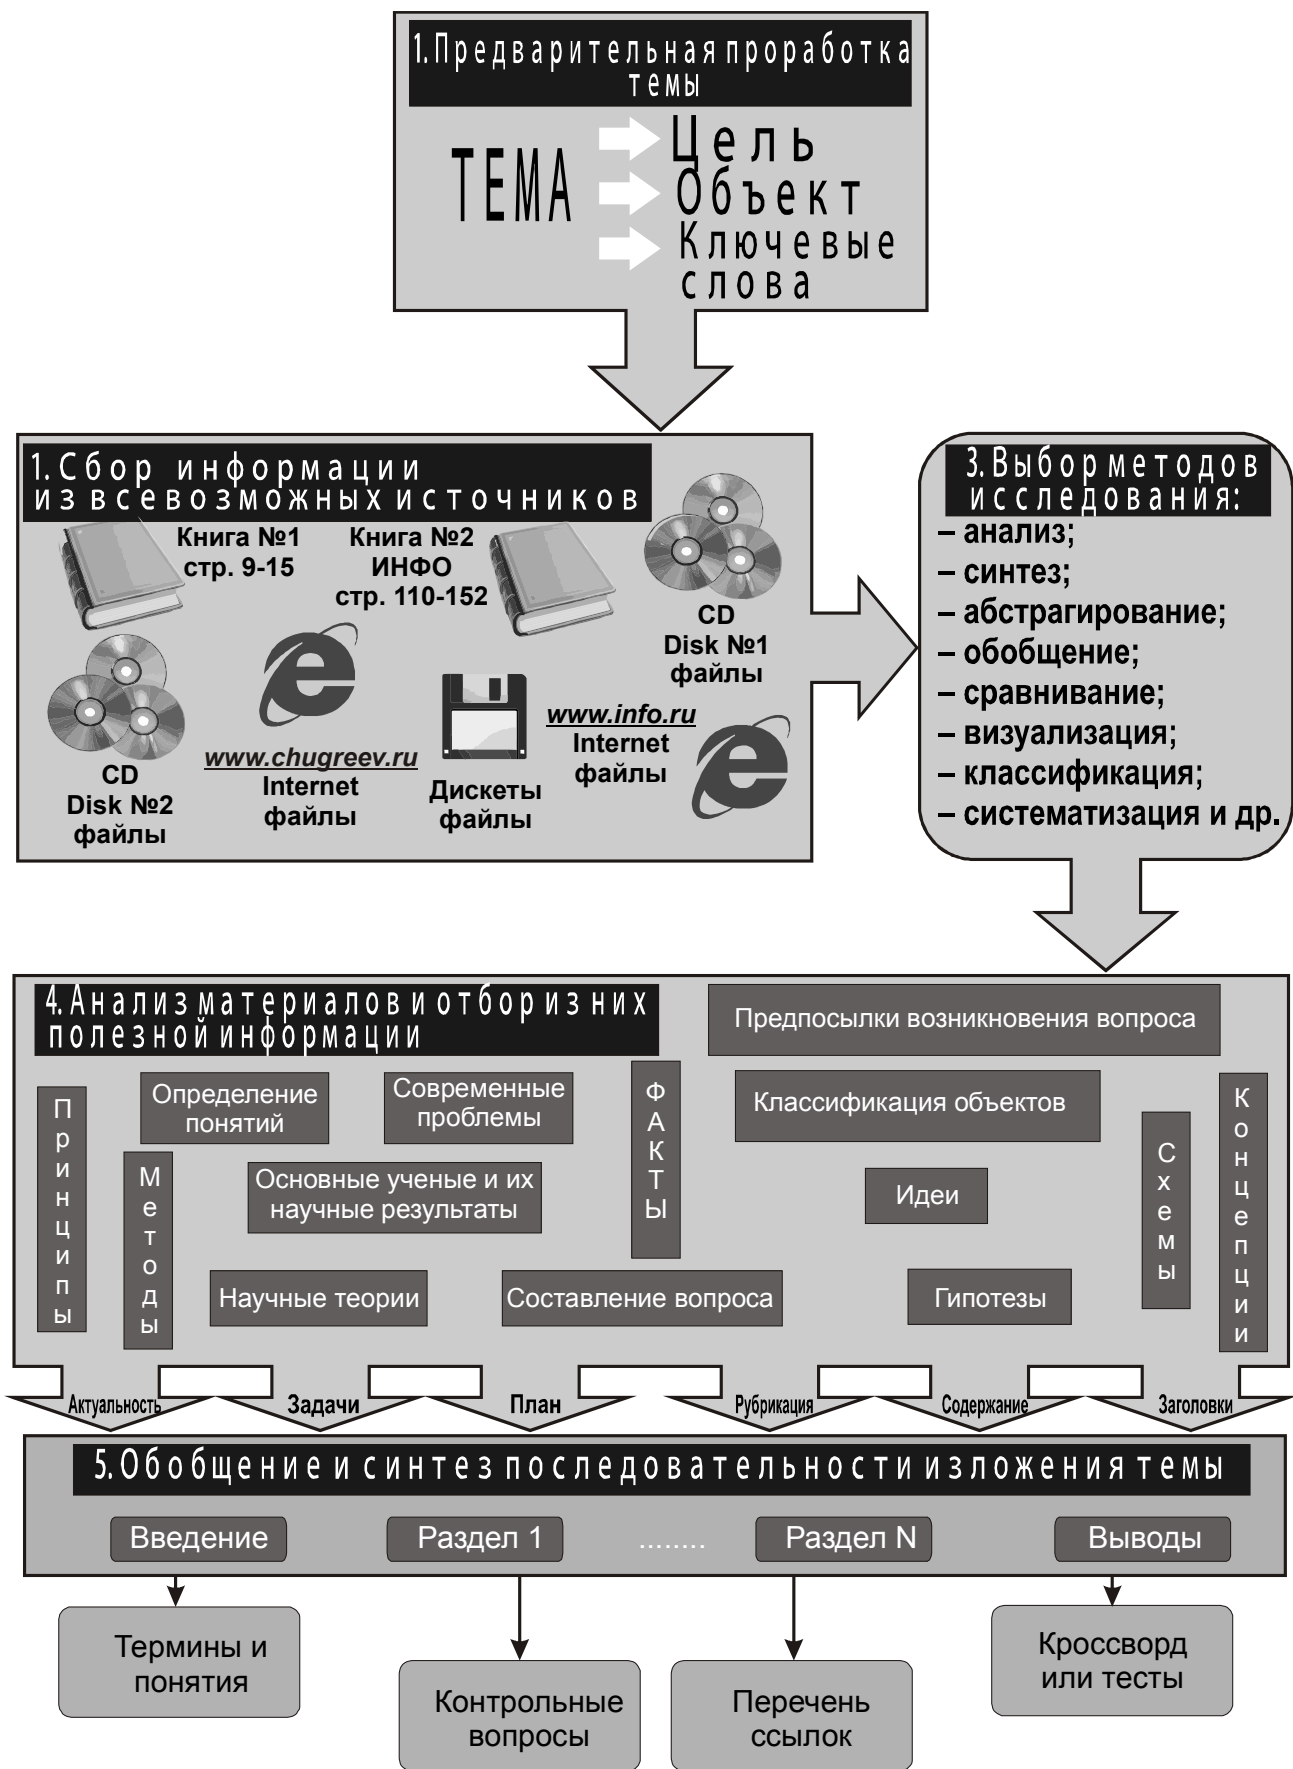 1. Предварительная проработка
темы
ТЕМА
Цель
Объект
Ключевые
слова
1. Сбор информации
из всевозможных источников
Книга №1
стр. 9-15
Книга №2
ИНФО
стр. 110-152
CD
Disk №1
файлы
CD
Disk №2
файлы
www.chugreev.ru
Internet
файлы
Дискеты
файлы
www.info.ru
Internet
файлы
3. Выбор методов
исследования:
– анализ;
– синтез;
– абстрагирование;
– обобщение;
– сравнивание;
– визуализация;
– классификация;
– систематизация и др.
4. Анализ материалов и отбор из них
полезной информации
Предпосылки возникновения вопроса
Принципы
Определение
понятий
Современные
проблемы
ФАКТЫ
Классификация объектов
Концепции
Методы
Основные ученые и их
научные результаты
Идеи
Схемы
Научные теории
Составление вопроса
Гипотезы
Актуальность
Задачи
План
Рубрикация
Содержание
Заголовки
5. Обобщение и синтез последовательности изложения темы
Введение
Раздел 1
........
Раздел N
Выводы
Термины и
понятия
Контрольные
вопросы
Перечень
ссылок
Кроссворд
или тесты